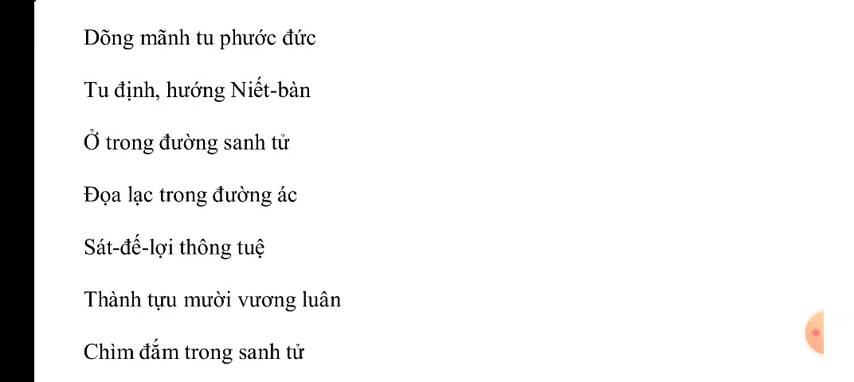 Dõng mãnh tu phước đức
Tu định, hướng Niết-bàn
Ở trong đường sanh tử
Đọa lạc trong đường ác
Sát-đế-lợi thông tuệ
Thành tựu mười vương luân
Chìm đắm trong sanh tử